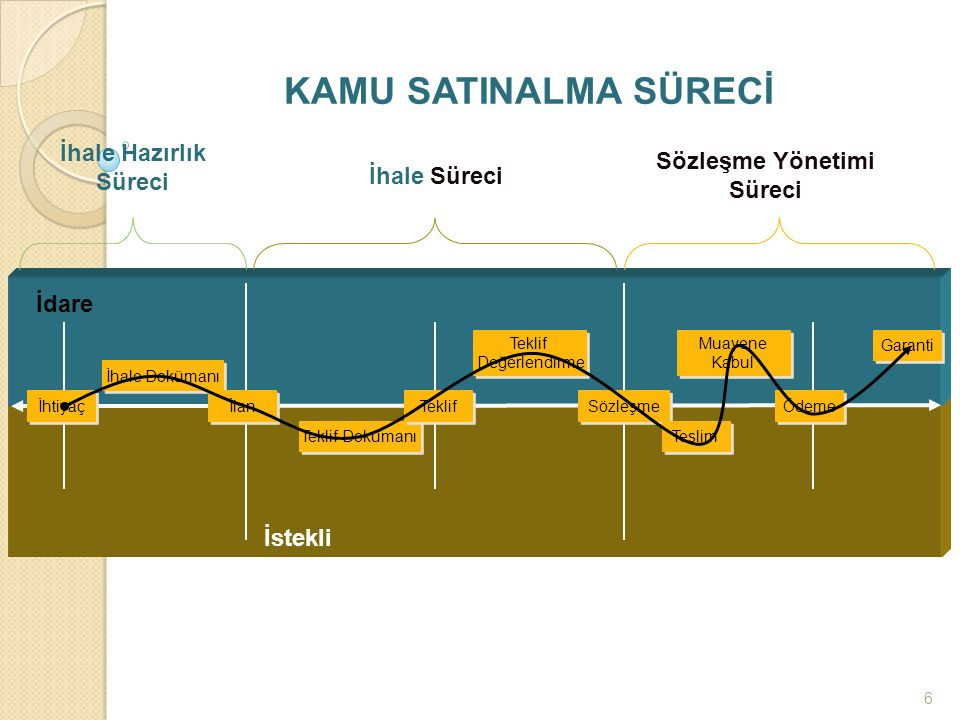 KAMU SATINALMA SÜRECİ
İhale Hazırlık
Süreci
İhale Süreci
Sözleşme Yönetimi
Süreci
İdare
Teklif
Değerlendirme
Muayene
Kabul
Garanti
İhale Dokümanı
İhtiyaç
İlan
Teklif
Sözleşme
Ödeme
Teklif Dokümanı
Teslim
İstekli
6